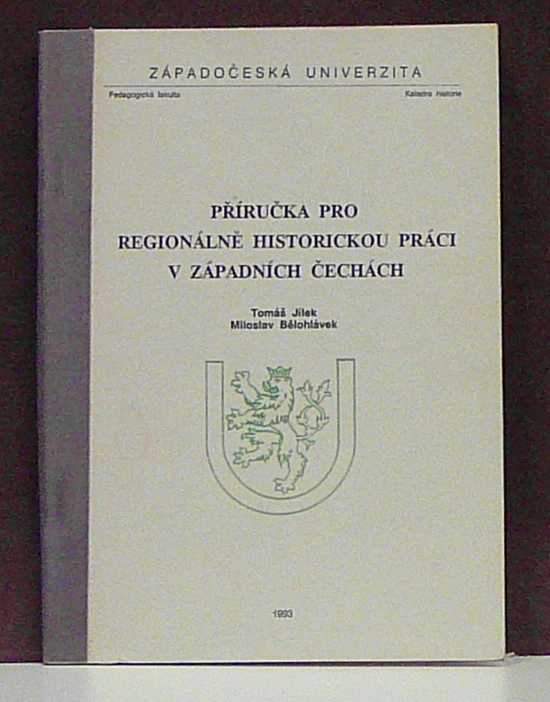 ZÁPADOČESKÁ UNIVERZITA
Pedagogická fakulta Katedra historie
PŘÍRUČKA PRO
REGIONÁLNĚ HISTORICKOU PRÁCI
V ZÁPADNÍCH ČECHÁCH
Tomáš Jílek
Miloslav Bělohlávek
1993